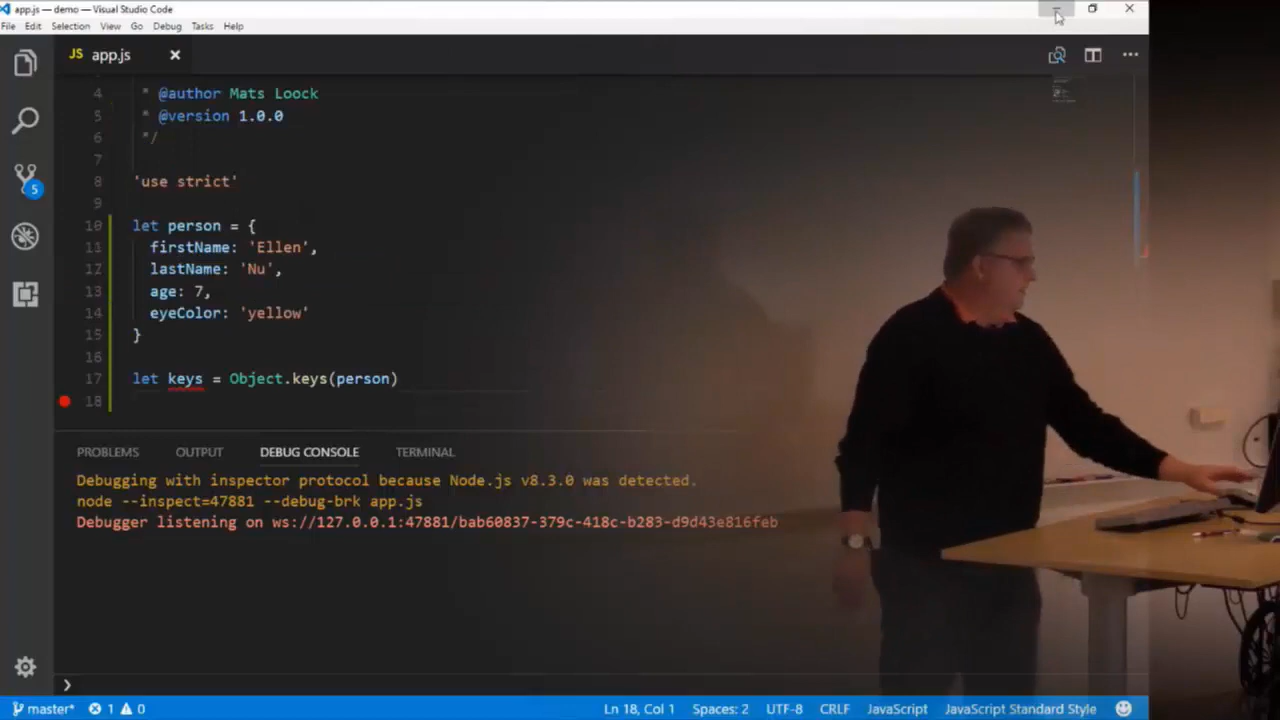 app.js — demo — Visual Studio Code
File Edit Selection View Go Debug Tasks Help
JS app.js
4 * @author Mats Loock
5 * @version 1.0.0
6 */
7
8 'use strict'
9
10 let person = {
11 firstName: 'Ellen',
12 lastName: 'Nu',
13 age: 7,
14 eyeColor: 'yellow'
15 }
16
17 let keys = Object.keys(person)
18
5
PROBLEMS OUTPUT DEBUG CONSOLE TERMINAL
Debugging with inspector protocol because Node.js v8.3.0 was detected.
node --inspect=47881 --debug-brk app.js
Debugger listening on ws://127.0.0.1:47881/bab60837-379c-418c-b283-d9d43e816feb
master* 1 0 Ln 18, Col 1 Spaces: 2 UTF-8 CRLF JavaScript JavaScript Standard Style